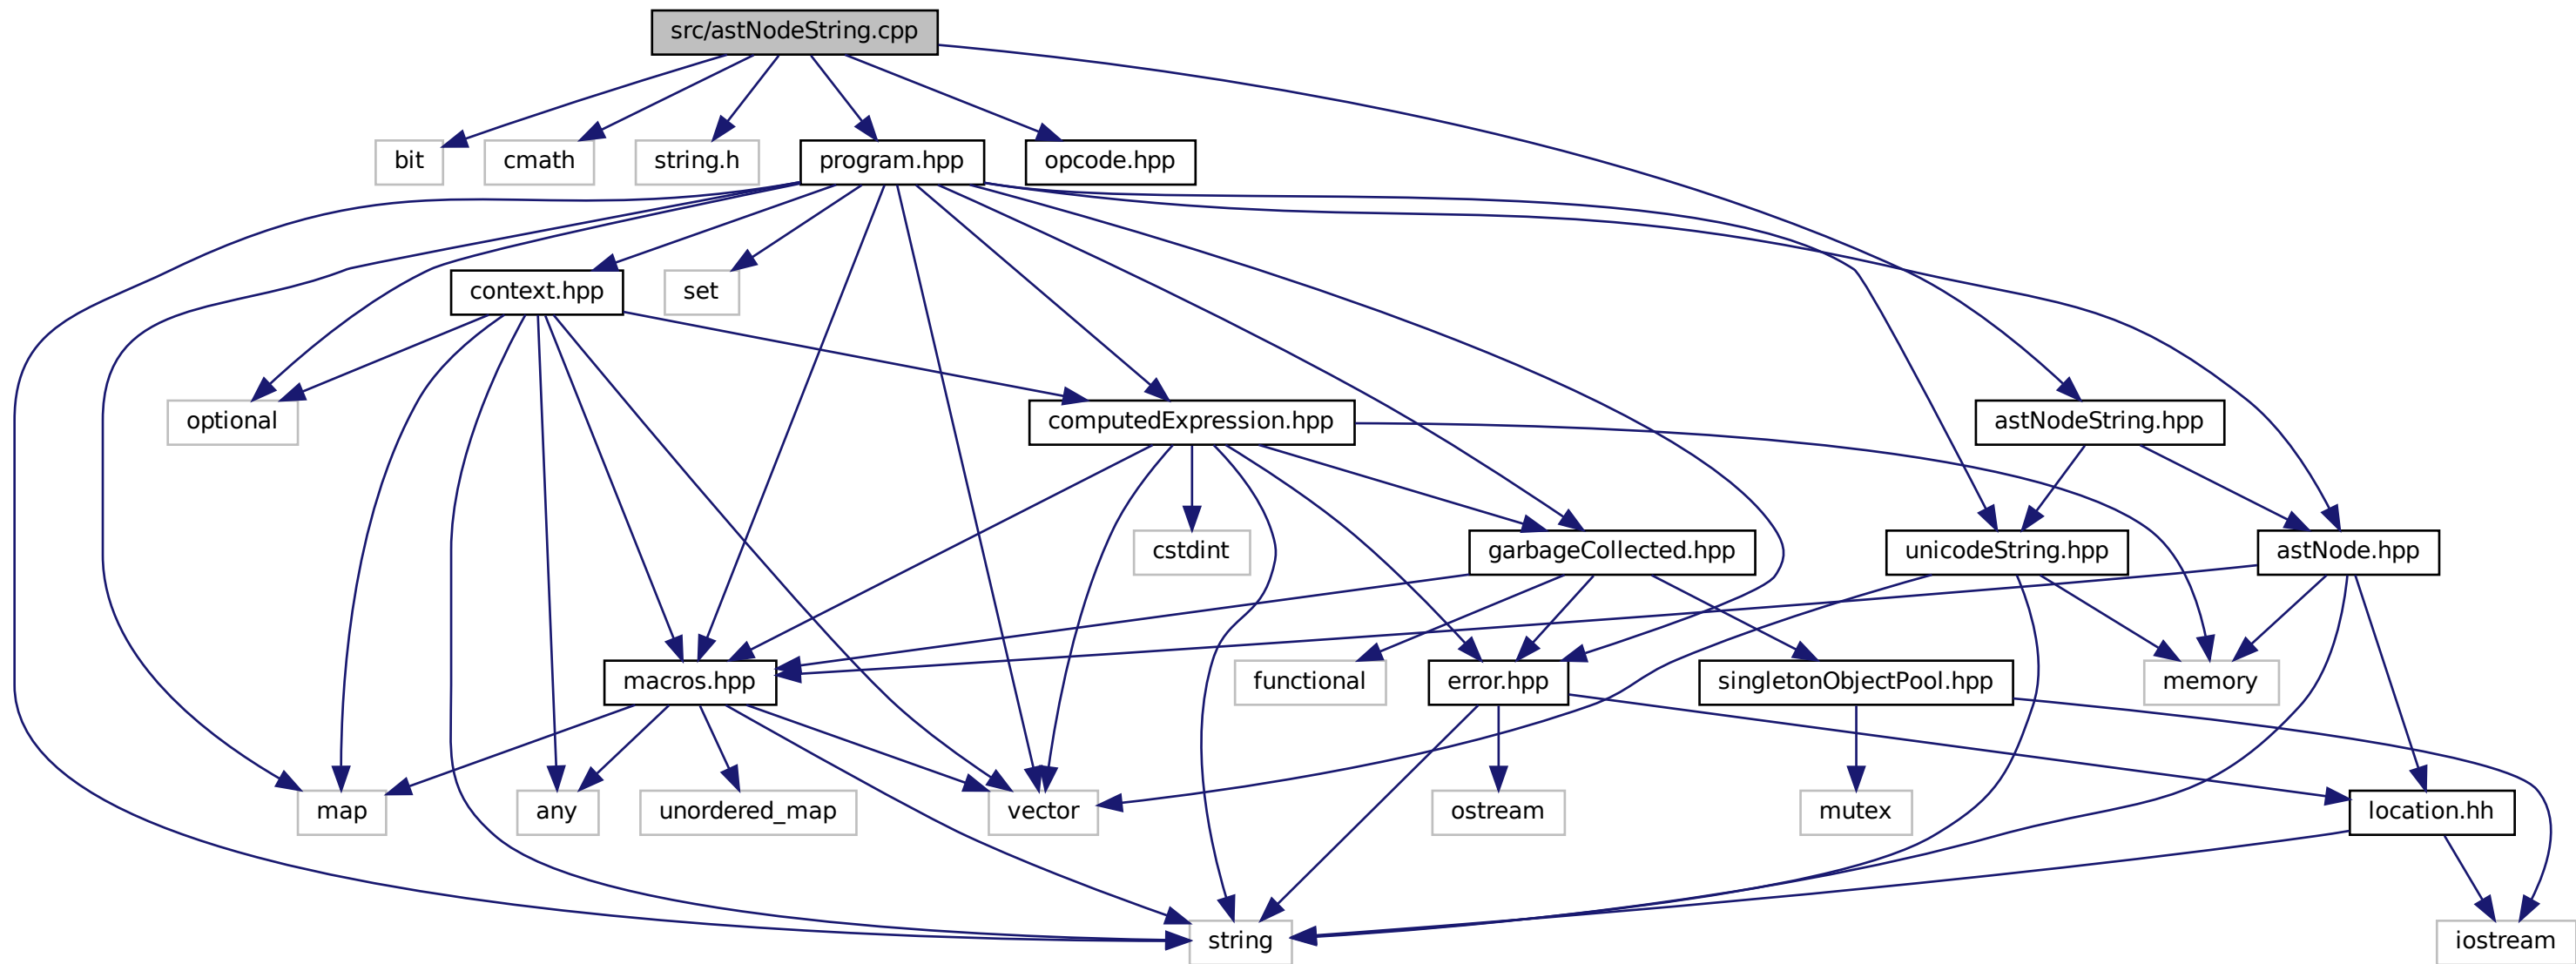 src/astNodeString.cpp
bit
cmath
string.h
program.hpp
opcode.hpp
context.hpp
set
optional
computedExpression.hpp
astNodeString.hpp
cstdint
garbageCollected.hpp
unicodeString.hpp
astNode.hpp
macros.hpp
functional
error.hpp
singletonObjectPool.hpp
memory
map
any
unordered_map
vector
ostream
mutex
location.hh
string
iostream